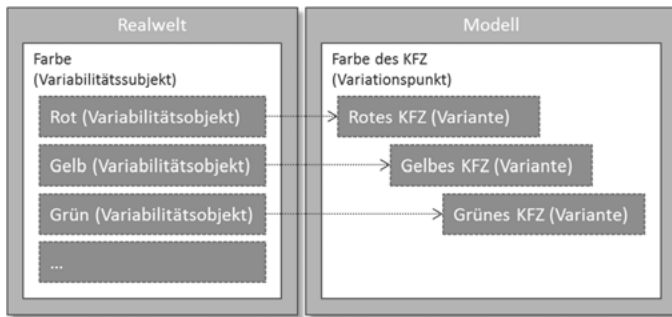 Realwelt
Farbe
(Variabilitätssubjekt)
Rot (Variabilitätsobjekt)
Gelb (Variabilitätsobjekt)
Grün (Variabilitätsobjekt)
...
Modell
Farbe des KFZ
(Variationspunkt)
Rotes KFZ (Variante)
Gelbes KFZ (Variante)
Grünes KFZ (Variante)